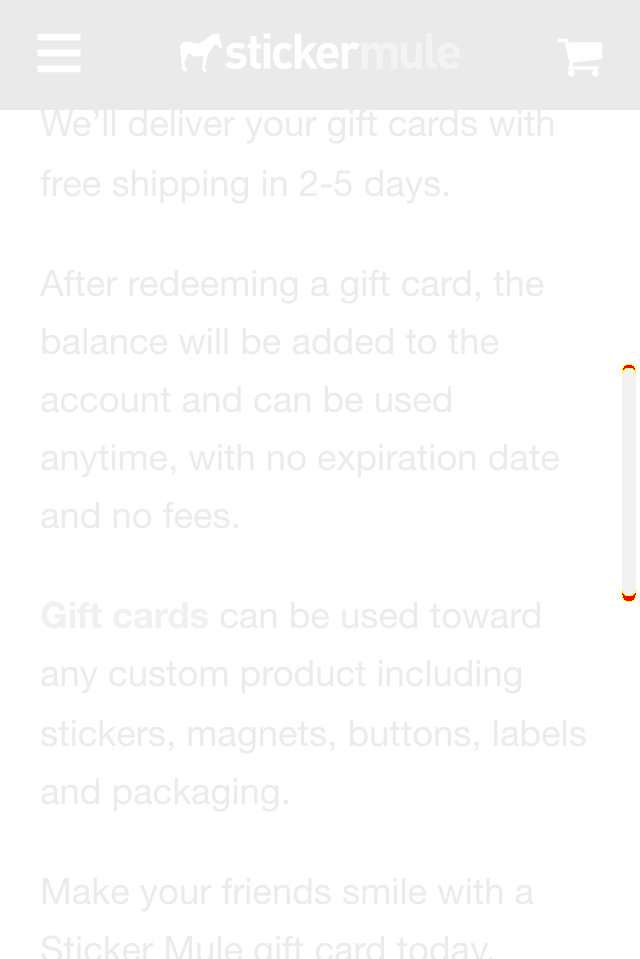 stickermule
We'll deliver your gift cards with
free shipping in 2-5 days.
After redeeming a gift card, the
balance will be added to the
account and can be used
anytime, with no expiration date
and no fees.
Gift cards can be used toward
any custom product including
stickers, magnets, buttons, labels
and packaging.
Make your friends smile with a
Sticker Mule gift card today.